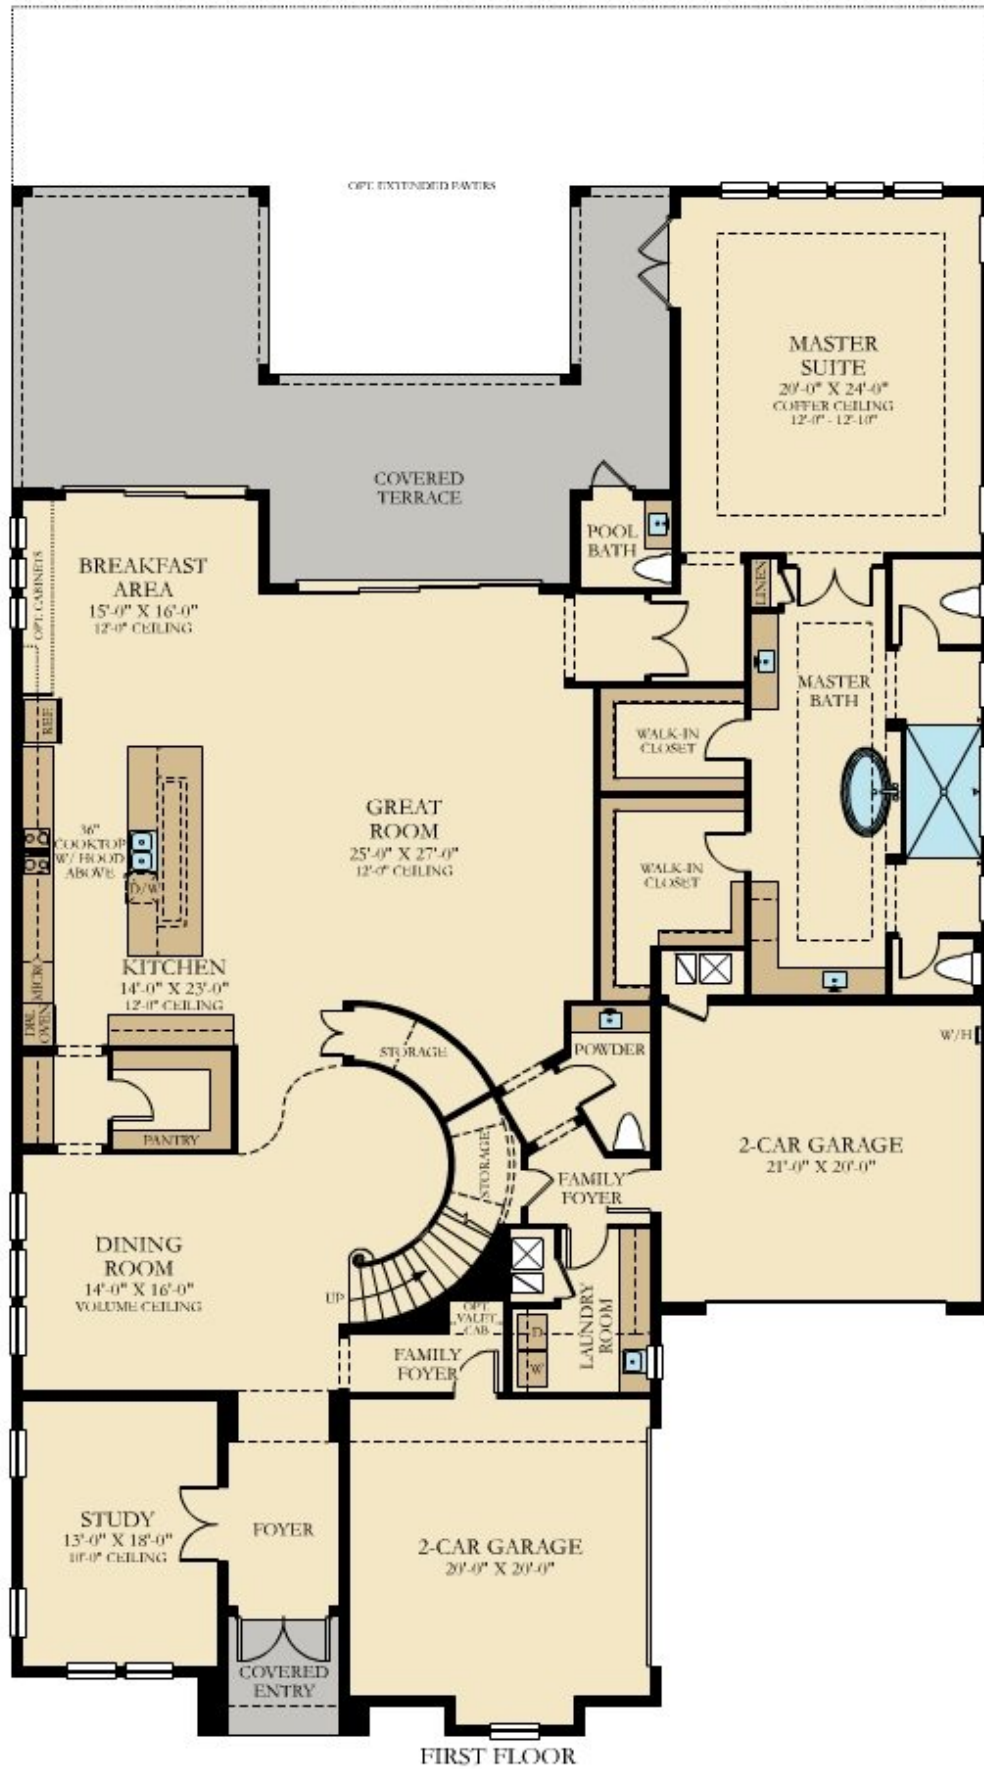 OPT. EXTENDED PAVERS
MASTER
SUITE
20'-0" X 24'-0"
COFFER CEILING
12'-0" - 12'-10"
COVERED
TERRACE
POOL
BATH
BREAKFAST
AREA
15'-0" X 16'-0"
12'-0" CEILING
OPT. CABINETS
LINEN
MASTER
BATH
REF.
WALK-IN
CLOSET
GREAT
ROOM
25'-0" X 27'-0"
12'-0" CEILING
36"
COOKTOP
W/ HOOD
ABOVE
D/W
WALK-IN
CLOSET
KITCHEN
14'-0" X 23'-0"
12'-0" CEILING
MICRO
DBL.
OVEN
STORAGE
POWDER
W/H
PANTRY
STORAGE
FAMILY
FOYER
2-CAR GARAGE
21'-0" X 20'-0"
DINING
ROOM
14'-0" X 16'-0"
VOLUME CEILING
UP
OPT.
VALET
CAB
FAMILY
FOYER
D
W
LAUNDRY
ROOM
STUDY
13'-0" X 18'-0"
10'-0" CEILING
FOYER
2-CAR GARAGE
20'-0" X 20'-0"
COVERED
ENTRY
FIRST FLOOR